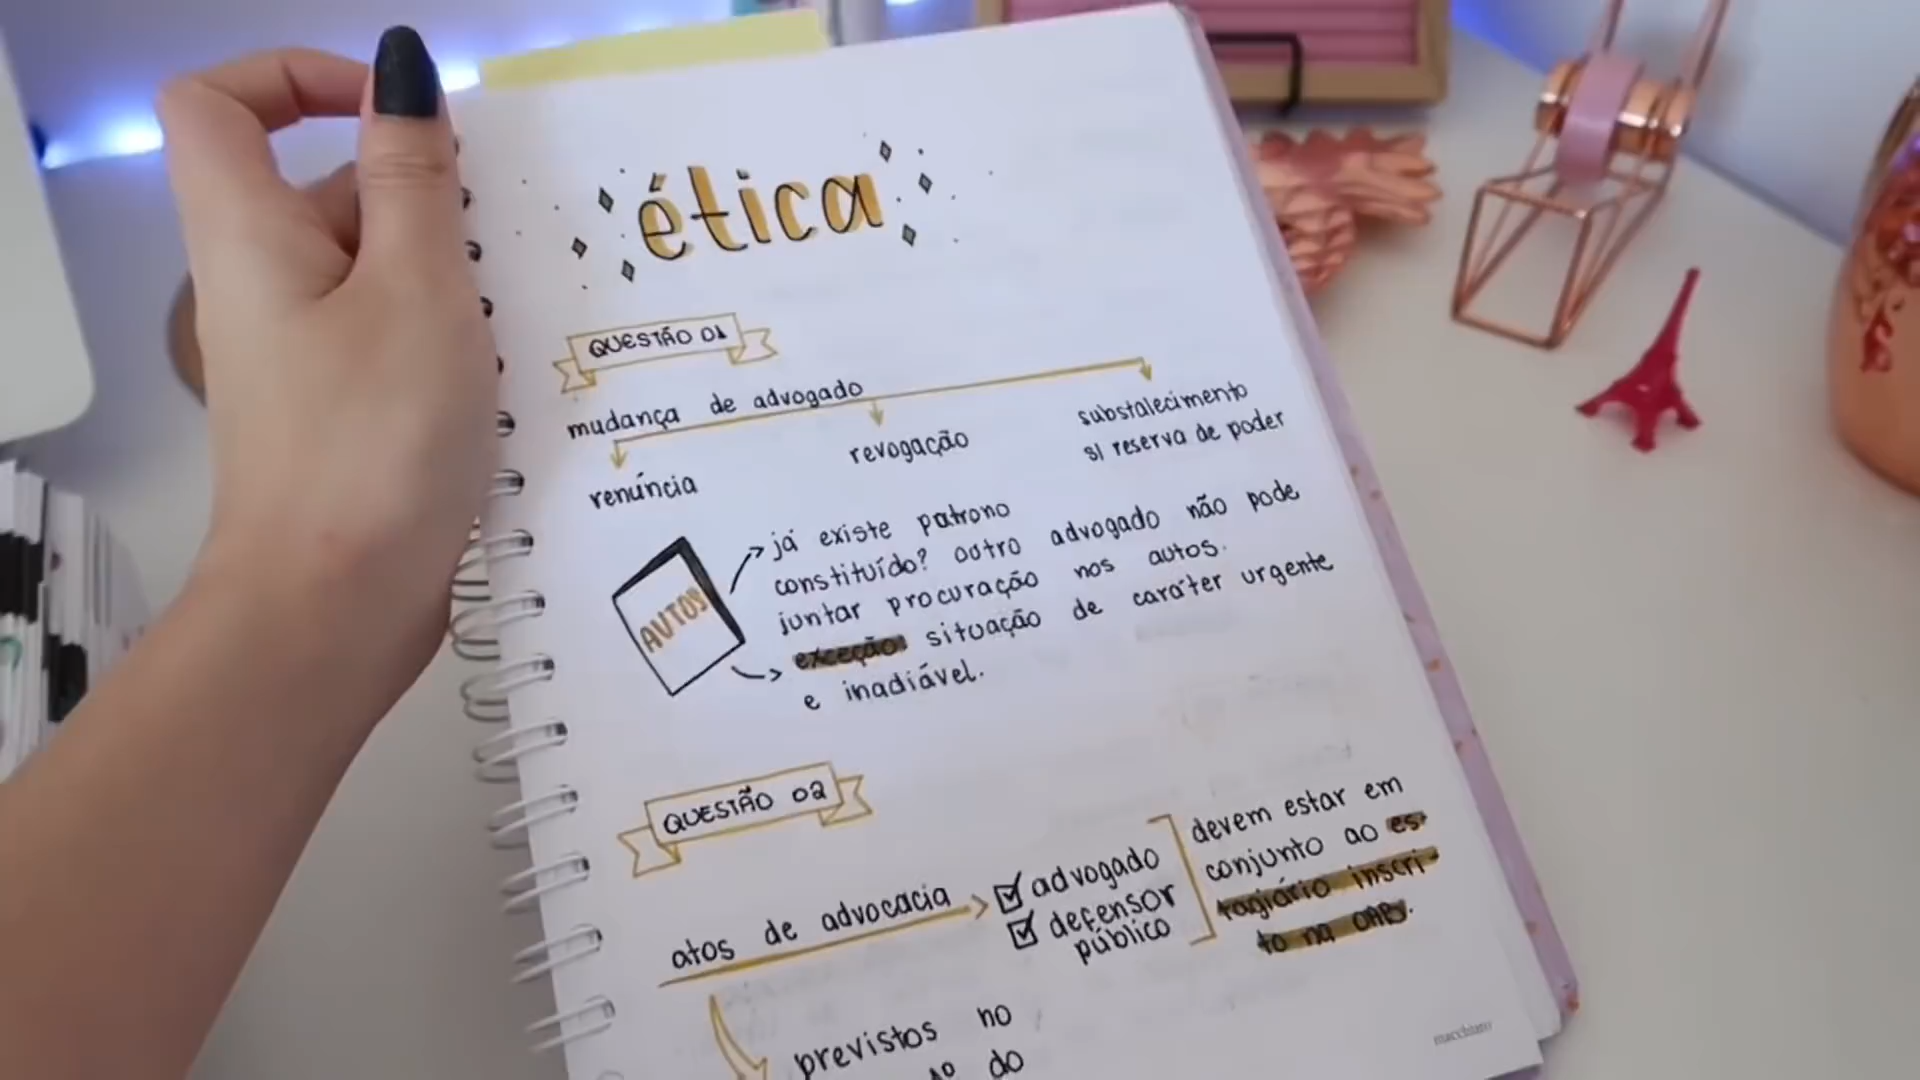 ética
QUESTÃO 01
mudança de advogado
renúncia
revogação
substalecimento
s/ reserva de poder
AUTOS
já existe patrono
constituído? outro advogado não pode
juntar procuração nos autos.
exceção: situação de caráter urgente
e inadiável.
QUESTÃO 02
atos de advocacia
advogado
defensor
público
devem estar em
conjunto ao es-
tagiário inscri-
to na OAB.
previstos no
1º do
macchiato